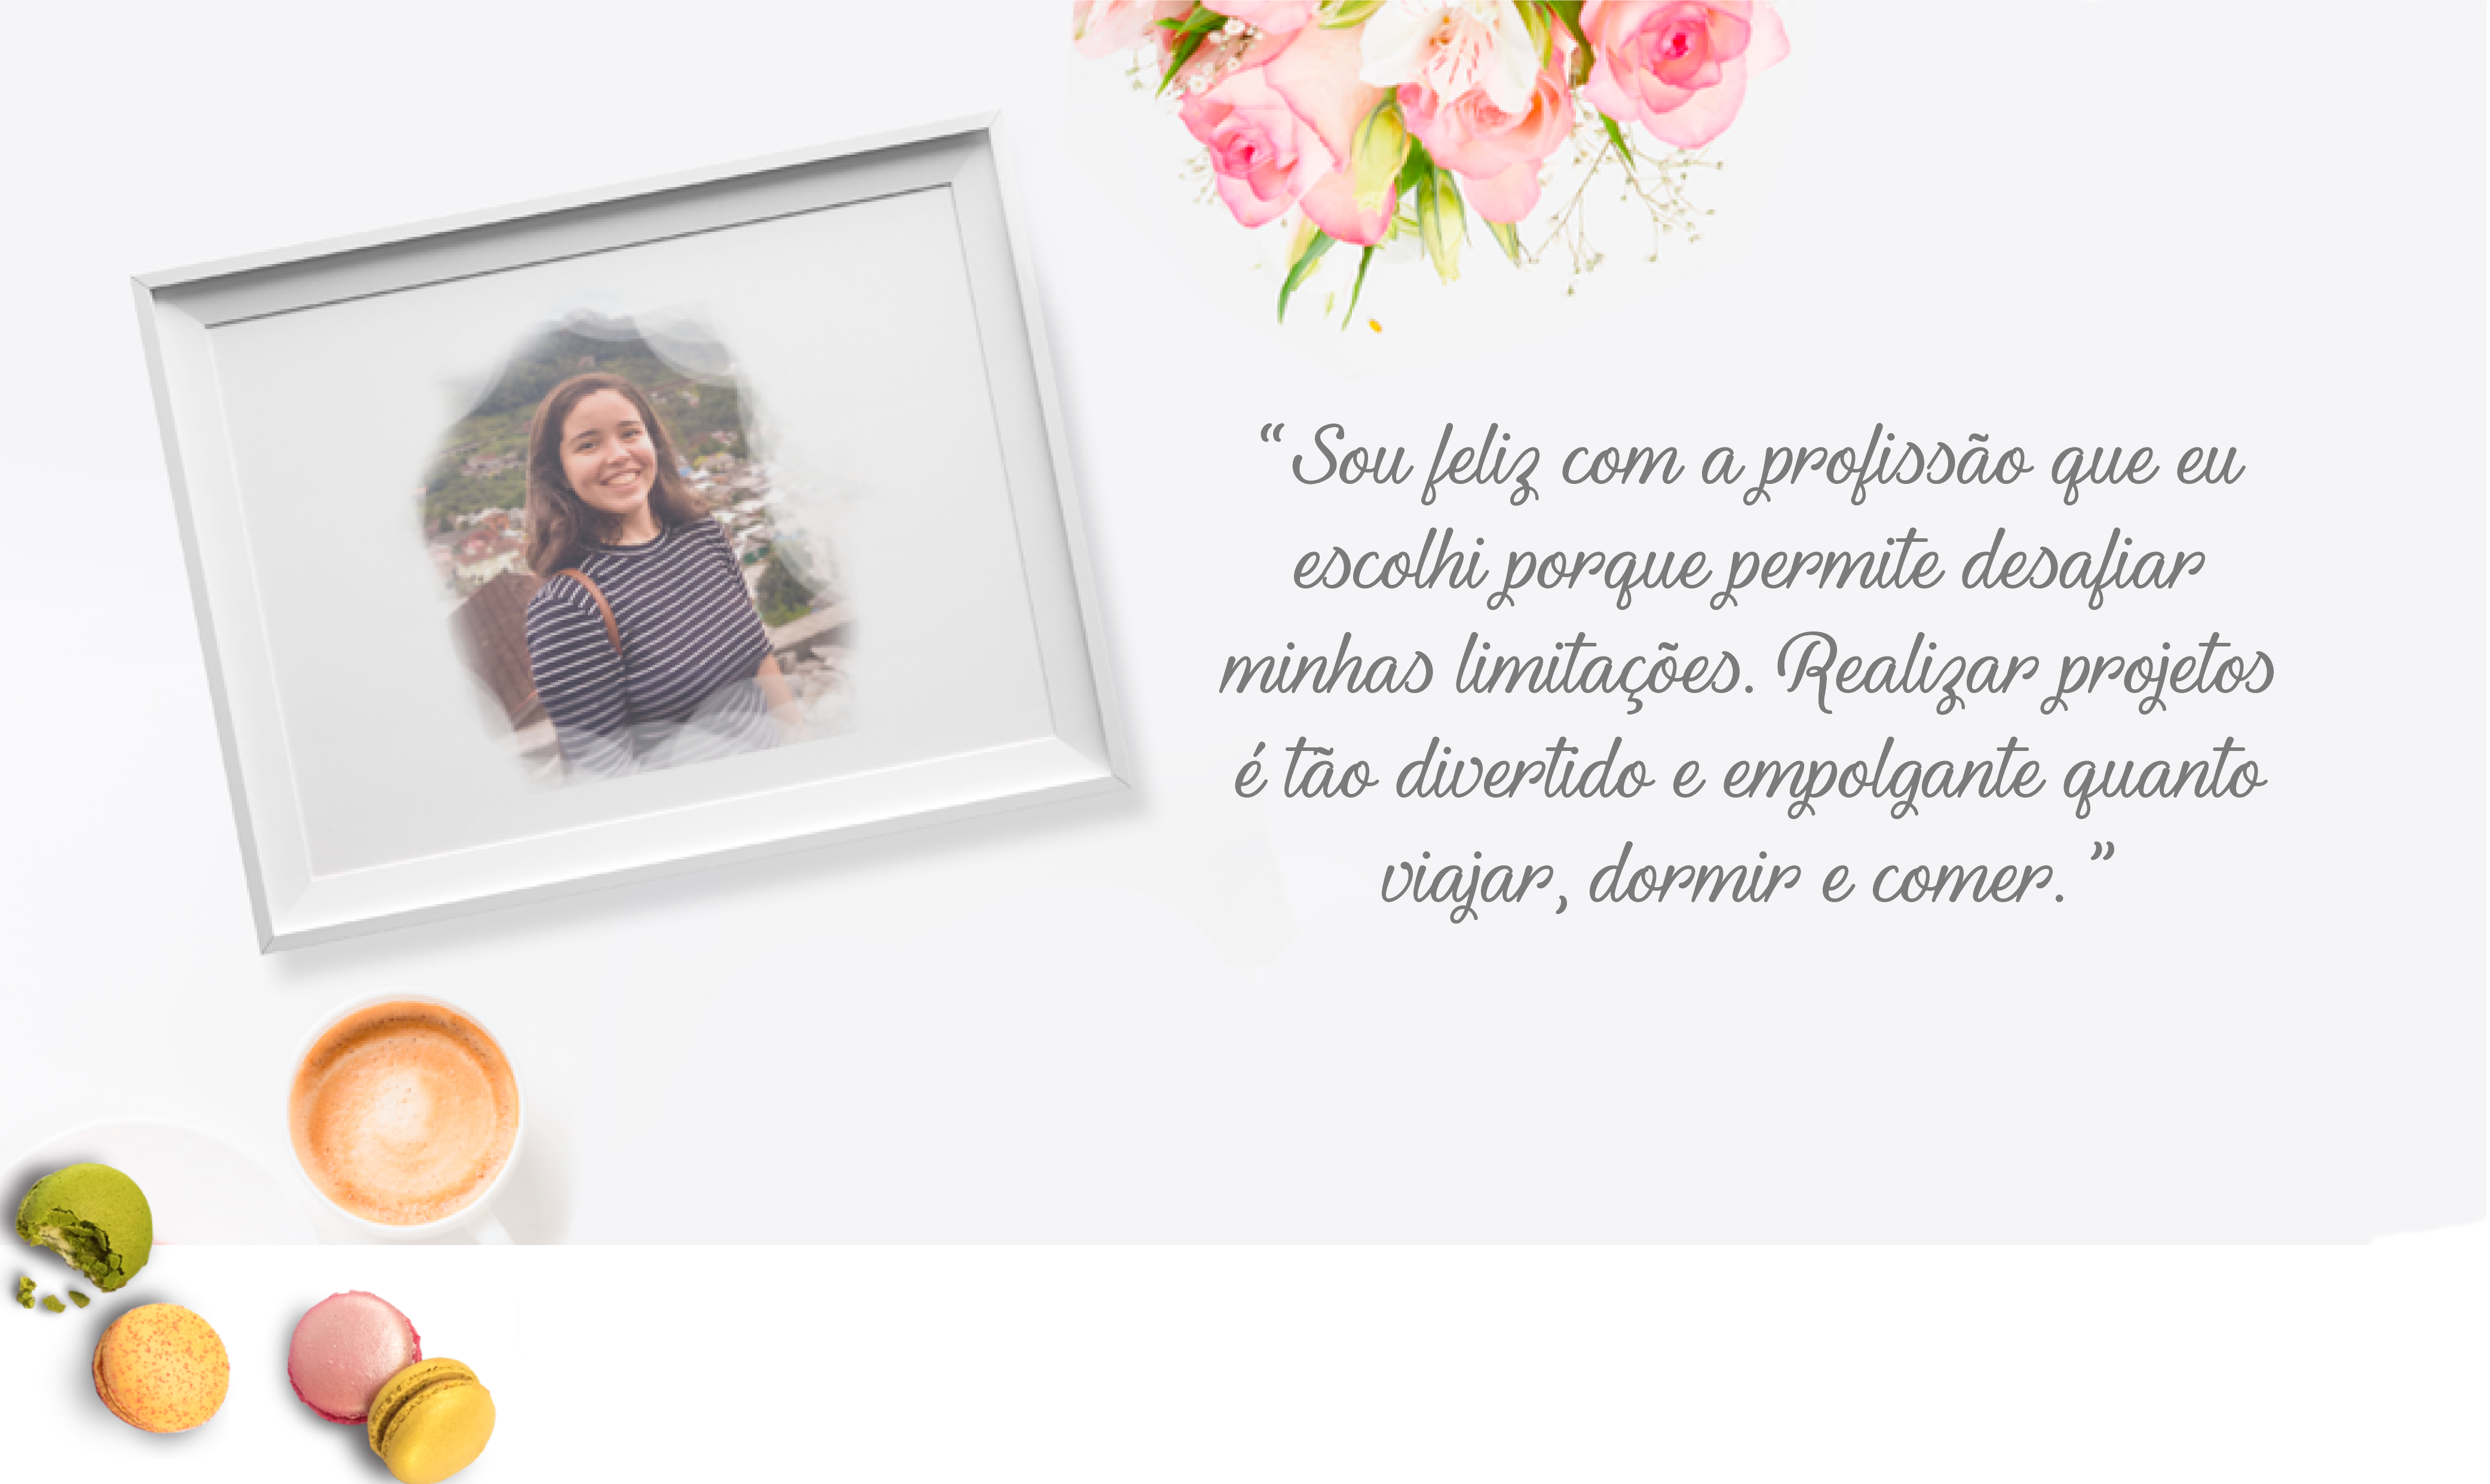 “Sou feliz com a profissão que eu
escolhi porque permite desafiar
minhas limitações. Realizar projetos
é tão divertido e empolgante quanto
viajar, dormir e comer.”